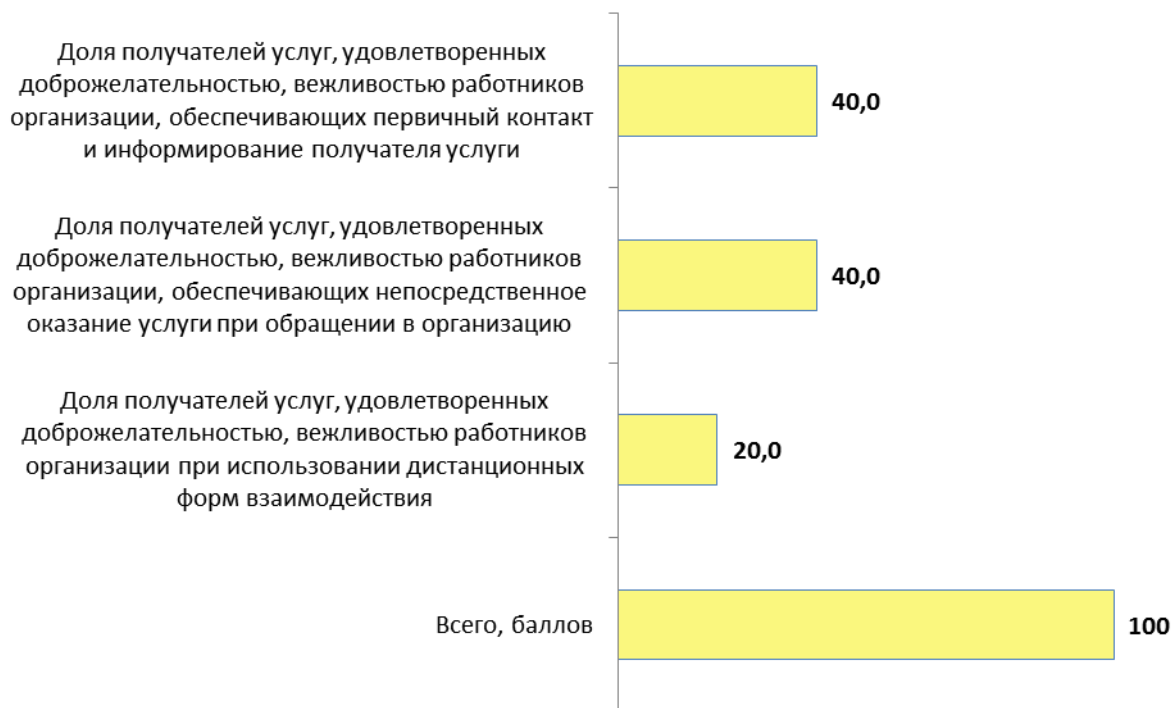 Доля получателей услуг, удовлетворенных
доброжелательностью, вежливостью работников
организации, обеспечивающих первичный контакт
и информирование получателя услуги
40,0
Доля получателей услуг, удовлетворенных
доброжелательностью, вежливостью работников
организации, обеспечивающих непосредственное
оказание услуги при обращении в организацию
40,0
Доля получателей услуг, удовлетворенных
доброжелательностью, вежливостью работников
организации при использовании дистанционных
форм взаимодействия
20,0
Всего, баллов
100